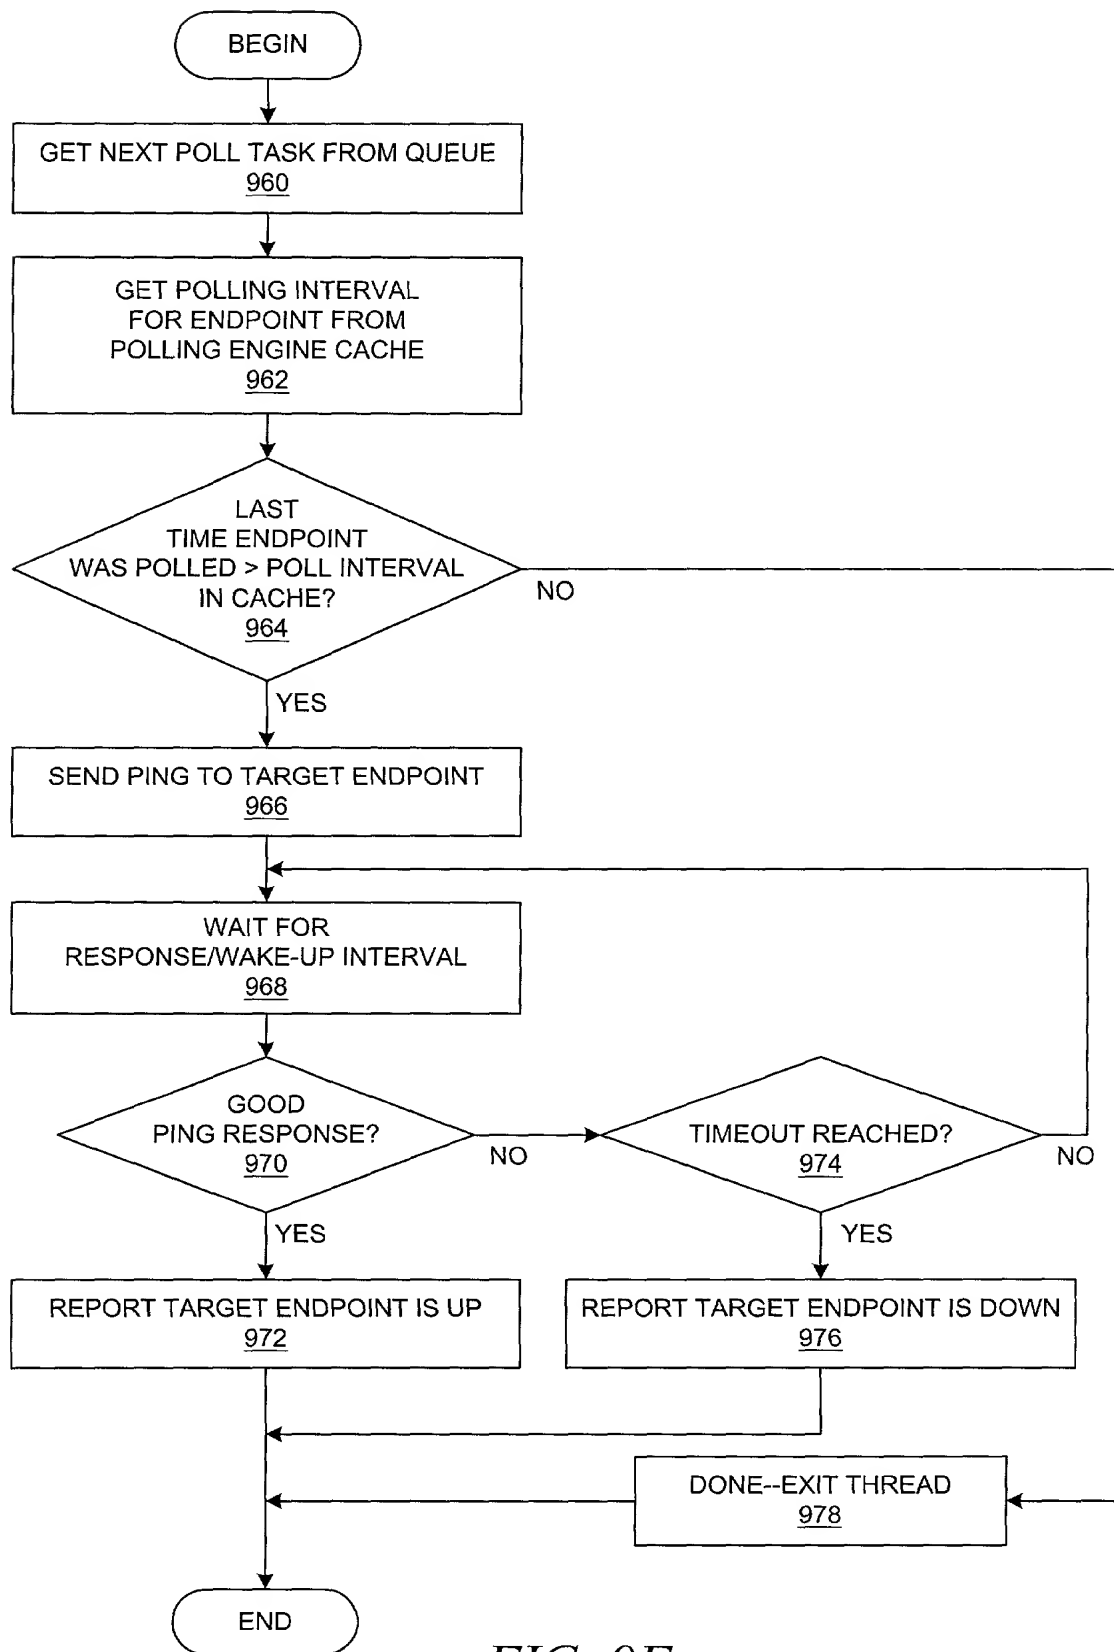 BEGIN
GET NEXT POLL TASK FROM QUEUE
960
GET POLLING INTERVAL
FOR ENDPOINT FROM
POLLING ENGINE CACHE
962
LAST
TIME ENDPOINT
WAS POLLED > POLL INTERVAL
IN CACHE?
964
NO
YES
SEND PING TO TARGET ENDPOINT
966
WAIT FOR
RESPONSE/WAKE-UP INTERVAL
968
GOOD
PING RESPONSE?
970
NO
TIMEOUT REACHED?
974
NO
YES
YES
REPORT TARGET ENDPOINT IS UP
972
REPORT TARGET ENDPOINT IS DOWN
976
DONE--EXIT THREAD
978
END